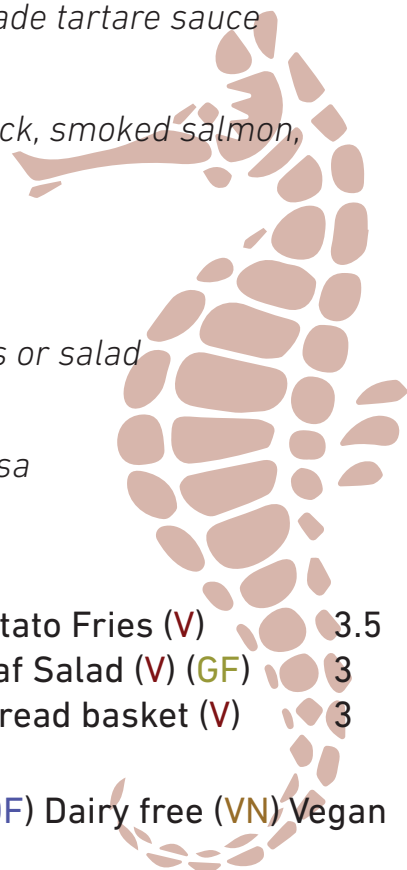 ade tartare sauce
ck, smoked salmon,
s or salad
sa
tato Fries (V) 3.5
af Salad (V) (GF) 3
read basket (V) 3
DF) Dairy free (VN) Vegan